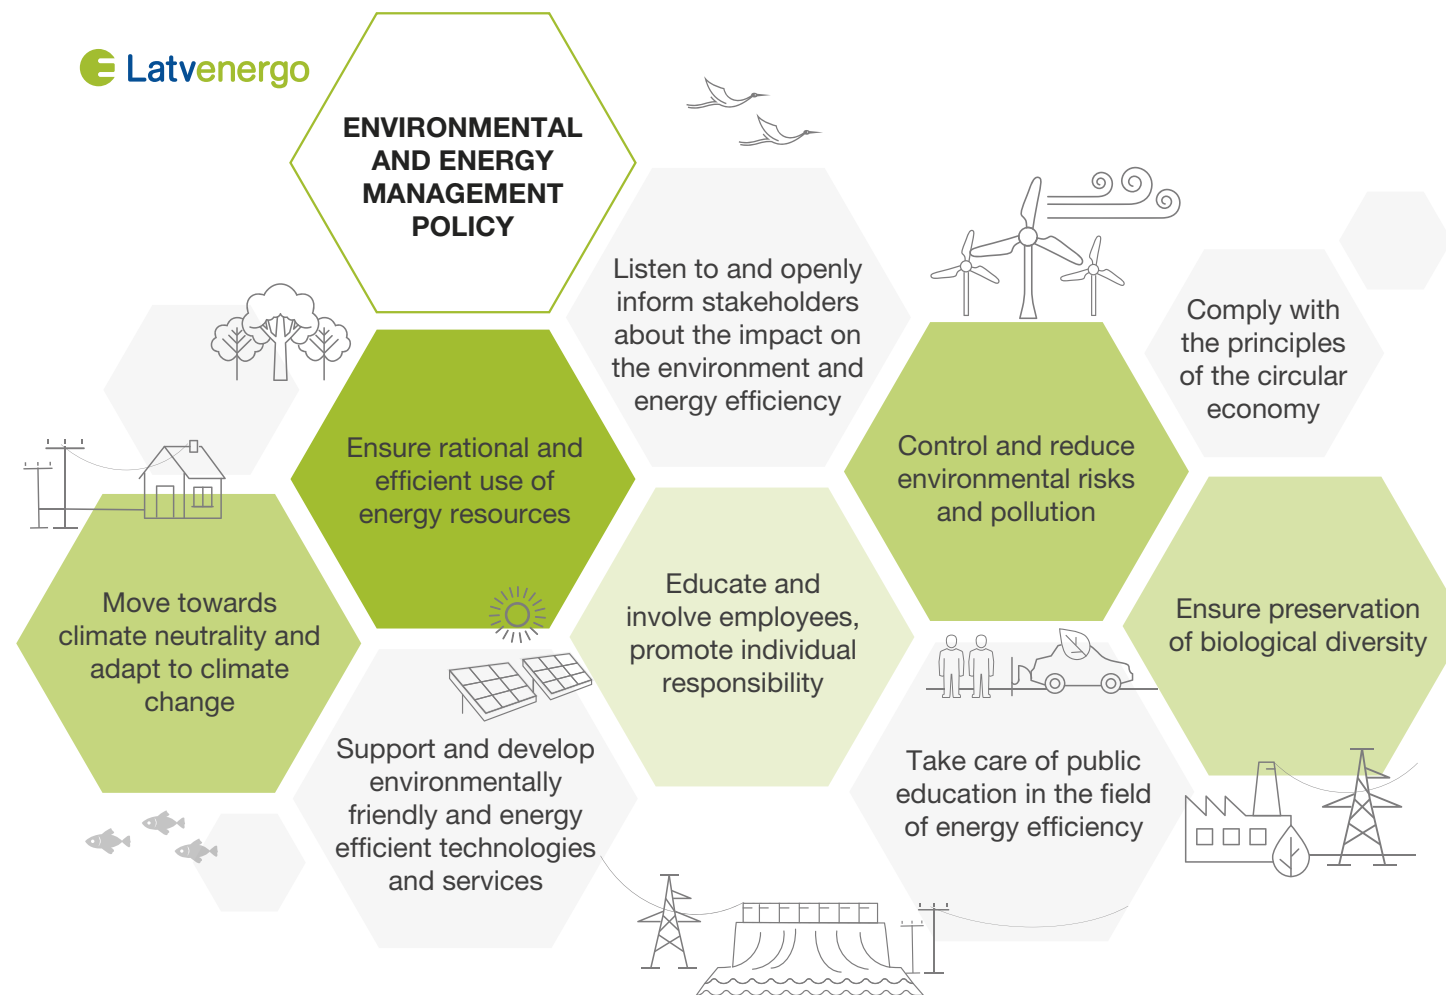 Latvenergo
ENVIRONMENTAL
AND ENERGY
MANAGEMENT
POLICY
Listen to and openly
inform stakeholders
about the impact on
the environment and
energy efficiency
Comply with
the principles
of the circular
economy
Ensure rational and
efficient use of
energy resources
Control and reduce
environmental risks
and pollution
Move towards
climate neutrality and
adapt to climate
change
Educate and
involve employees,
promote individual
responsibility
Ensure preservation
of biological diversity
Support and develop
environmentally
friendly and energy
efficient technologies
and services
Take care of public
education in the field
of energy efficiency